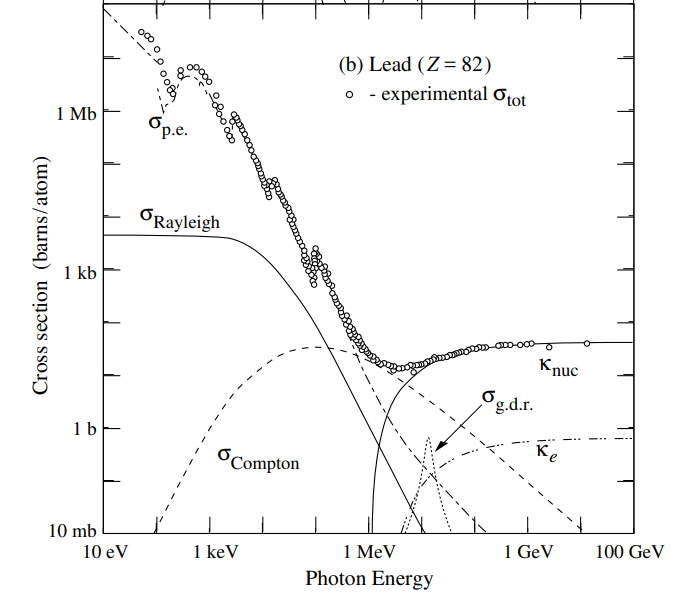 (b) Lead (Z = 82)
- experimental σtot
1 Mb
σp.e.
σRayleigh
Cross section (barns/atom)
1 kb
κnuc
σg.d.r.
1 b
σCompton
κe
10 mb
10 eV 1 keV 1 MeV 1 GeV 100 GeV
Photon Energy